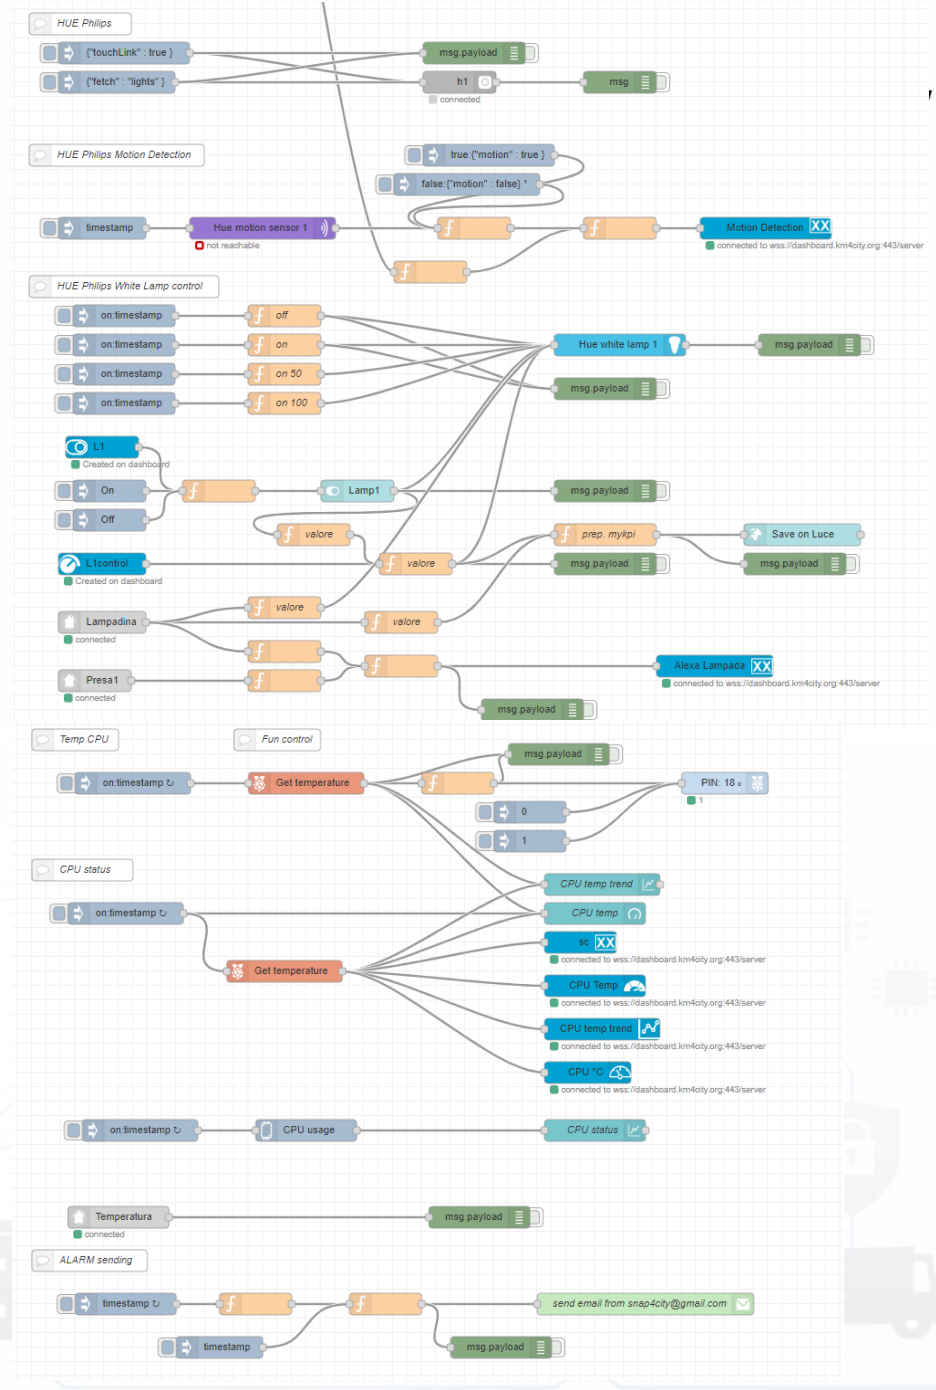 HUE Philips
{"touchLink" : true }
msg.payload
{"fetch" : "lights" }
h1
msg
connected
HUE Philips Motion Detection
true:{"motion" : true }
false:{"motion" : false} ¹
timestamp
Hue motion sensor 1
f
f
Motion Detection
XX
not reachable
connected to wss://dashboard.km4city.org:443/server
f
HUE Philips White Lamp control
on:timestamp
f off
on:timestamp
f on
Hue white lamp 1
msg.payload
on:timestamp
f on 50
msg.payload
on:timestamp
f on 100
L1
Created on dashboard
On
f
Lamp1
msg.payload
Off
f valore
f prep. mykpi
Save on Luce
L1control
f valore
msg.payload
msg.payload
Created on dashboard
f valore
Lampadina
f valore
connected
f
f
Alexa Lampada XX
Presa1
f
connected to wss://dashboard.km4city.org:443/server
connected
msg.payload
Temp CPU
Fun control
msg.payload
on:timestamp ↻
Get temperature
f
PIN: 18
1
0
1
CPU status
CPU temp trend
on:timestamp ↻
CPU temp
sc XX
connected to wss://dashboard.km4city.org:443/server
Get temperature
CPU Temp
connected to wss://dashboard.km4city.org:443/server
CPU temp trend
connected to wss://dashboard.km4city.org:443/server
CPU °C
connected to wss://dashboard.km4city.org:443/server
on:timestamp ↻
CPU usage
CPU status
Temperatura
msg.payload
connected
ALARM sending
timestamp ↻
f
f
send email from snap4city@gmail.com
timestamp
msg.payload